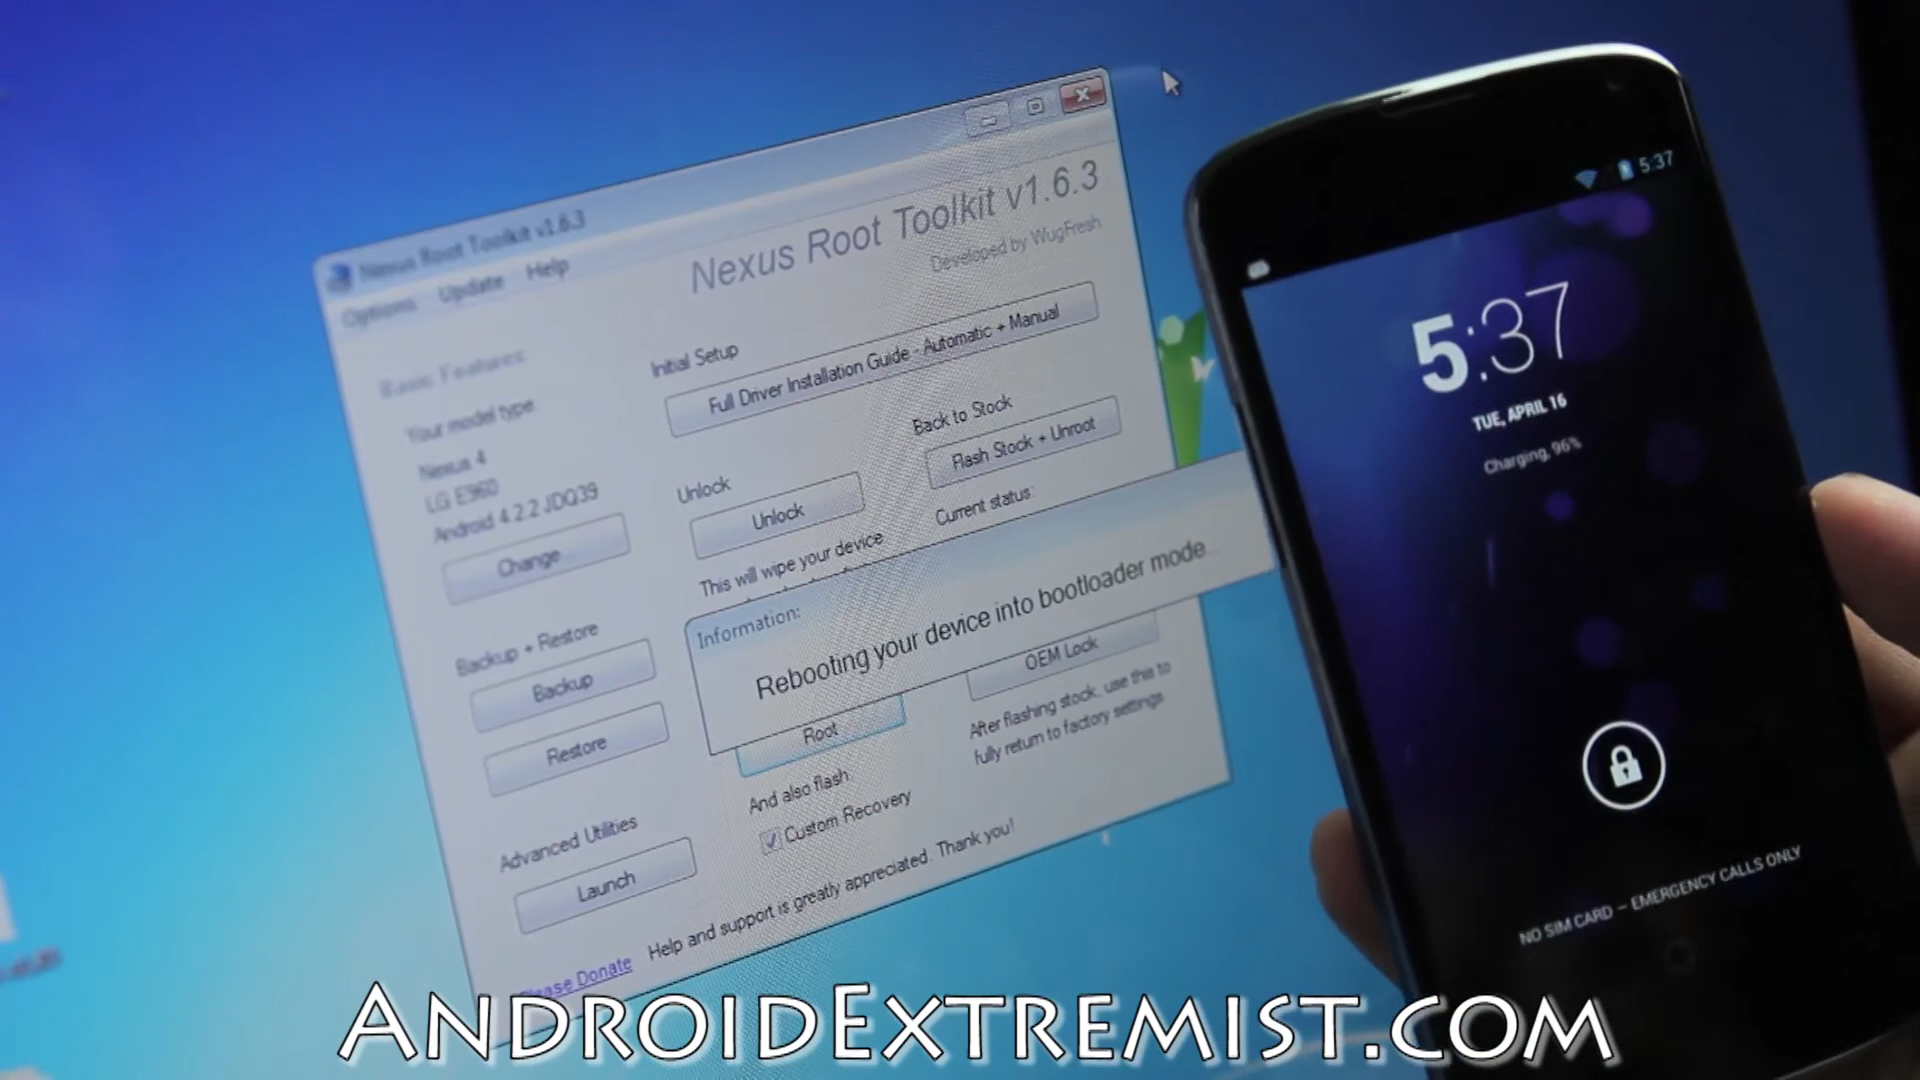 Nexus Root Toolkit v1.6.3
Options Update Help
Nexus Root Toolkit v1.6.3
Developed by WugFresh
Basic Features:
Your model type:
Nexus 4
LG E960
Android 4.2.2 JDQ39
Change
Initial Setup
Full Driver Installation Guide - Automatic + Manual
Unlock
Unlock
This will wipe your device
Back to Stock
Flash Stock + Unroot
Current status:
Information:
Rebooting your device into bootloader mode...
OEM Lock
After flashing stock, use this to
fully return to factory settings
Backup + Restore
Backup
Restore
Root
And also flash:
Custom Recovery
Advanced Utilities
Launch
Please Donate
Help and support is greatly appreciated. Thank you!
5:37
5:37
TUE, APRIL 16
Charging, 96%
NO SIM CARD — EMERGENCY CALLS ONLY
ANDROIDEXTREMIST.COM